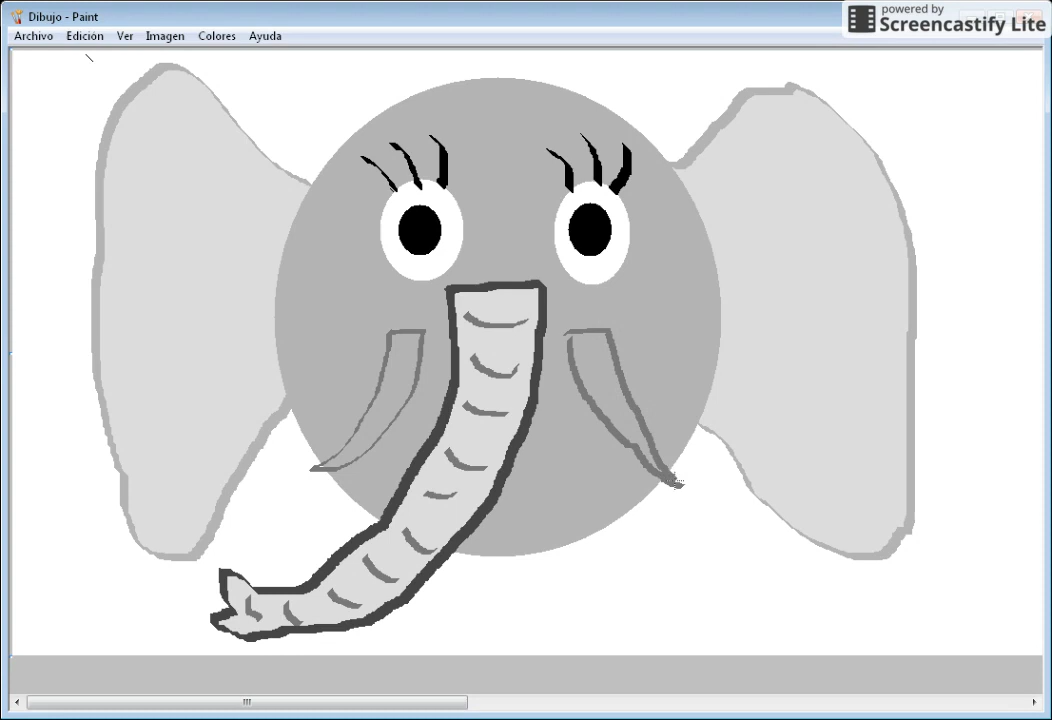 Dibujo - Paint
powered by
Screencastify Lite
Archivo Edición Ver Imagen Colores Ayuda